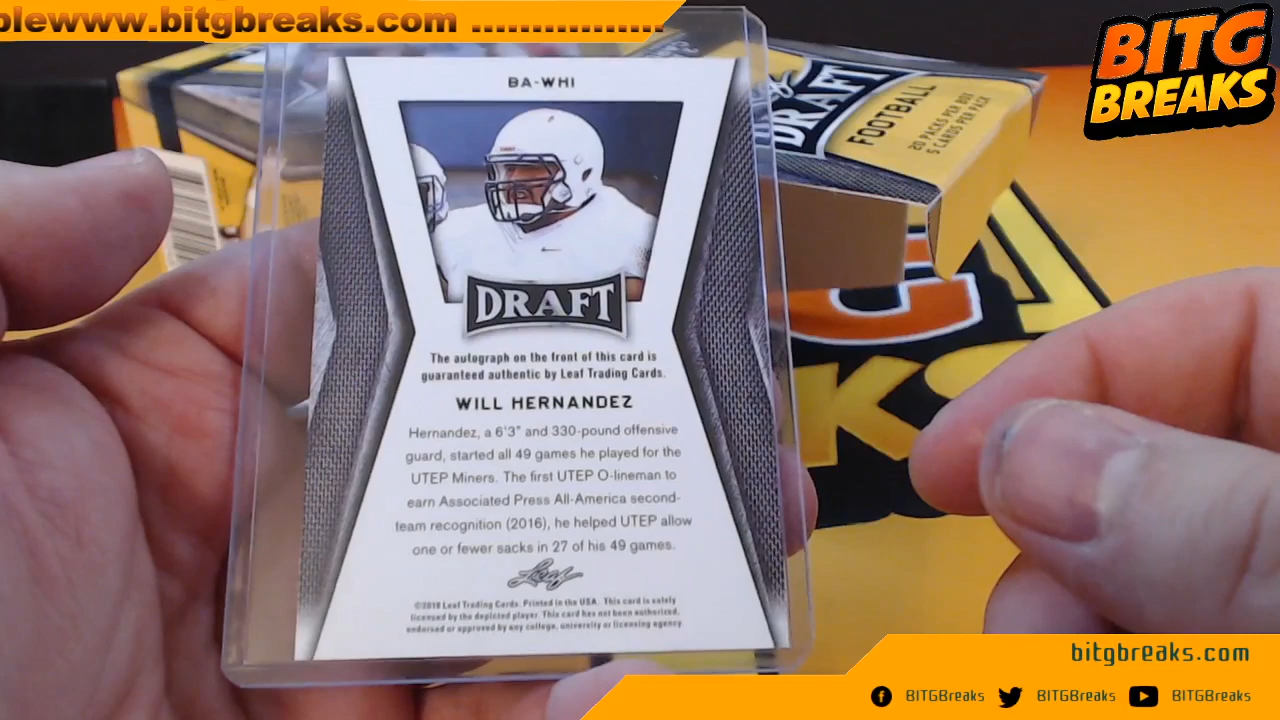 plewww.bitgbreaks.com ................
BITG
BREAKS
BA-WHI
DRAFT
FOOTBALL
20 PACKS PER BOX
5 CARDS PER PACK
DRAFT
The autograph on the front of this card is
guaranteed authentic by Leaf Trading Cards.
WILL HERNANDEZ
Hernandez, a 6'3" and 330-pound offensive
guard, started all 49 games he played for the
UTEP Miners. The first UTEP O-lineman to
earn Associated Press All-America second-
team recognition (2016), he helped UTEP allow
one or fewer sacks in 27 of his 49 games.
Leaf
©2018 Leaf Trading Cards. Printed in the USA. This card is solely
licensed by the depicted player. This card has not been authorized,
endorsed or approved by any college, university or licensing agency.
bitgbreaks.com
BITGBreaks BITGBreaks BITGBreaks